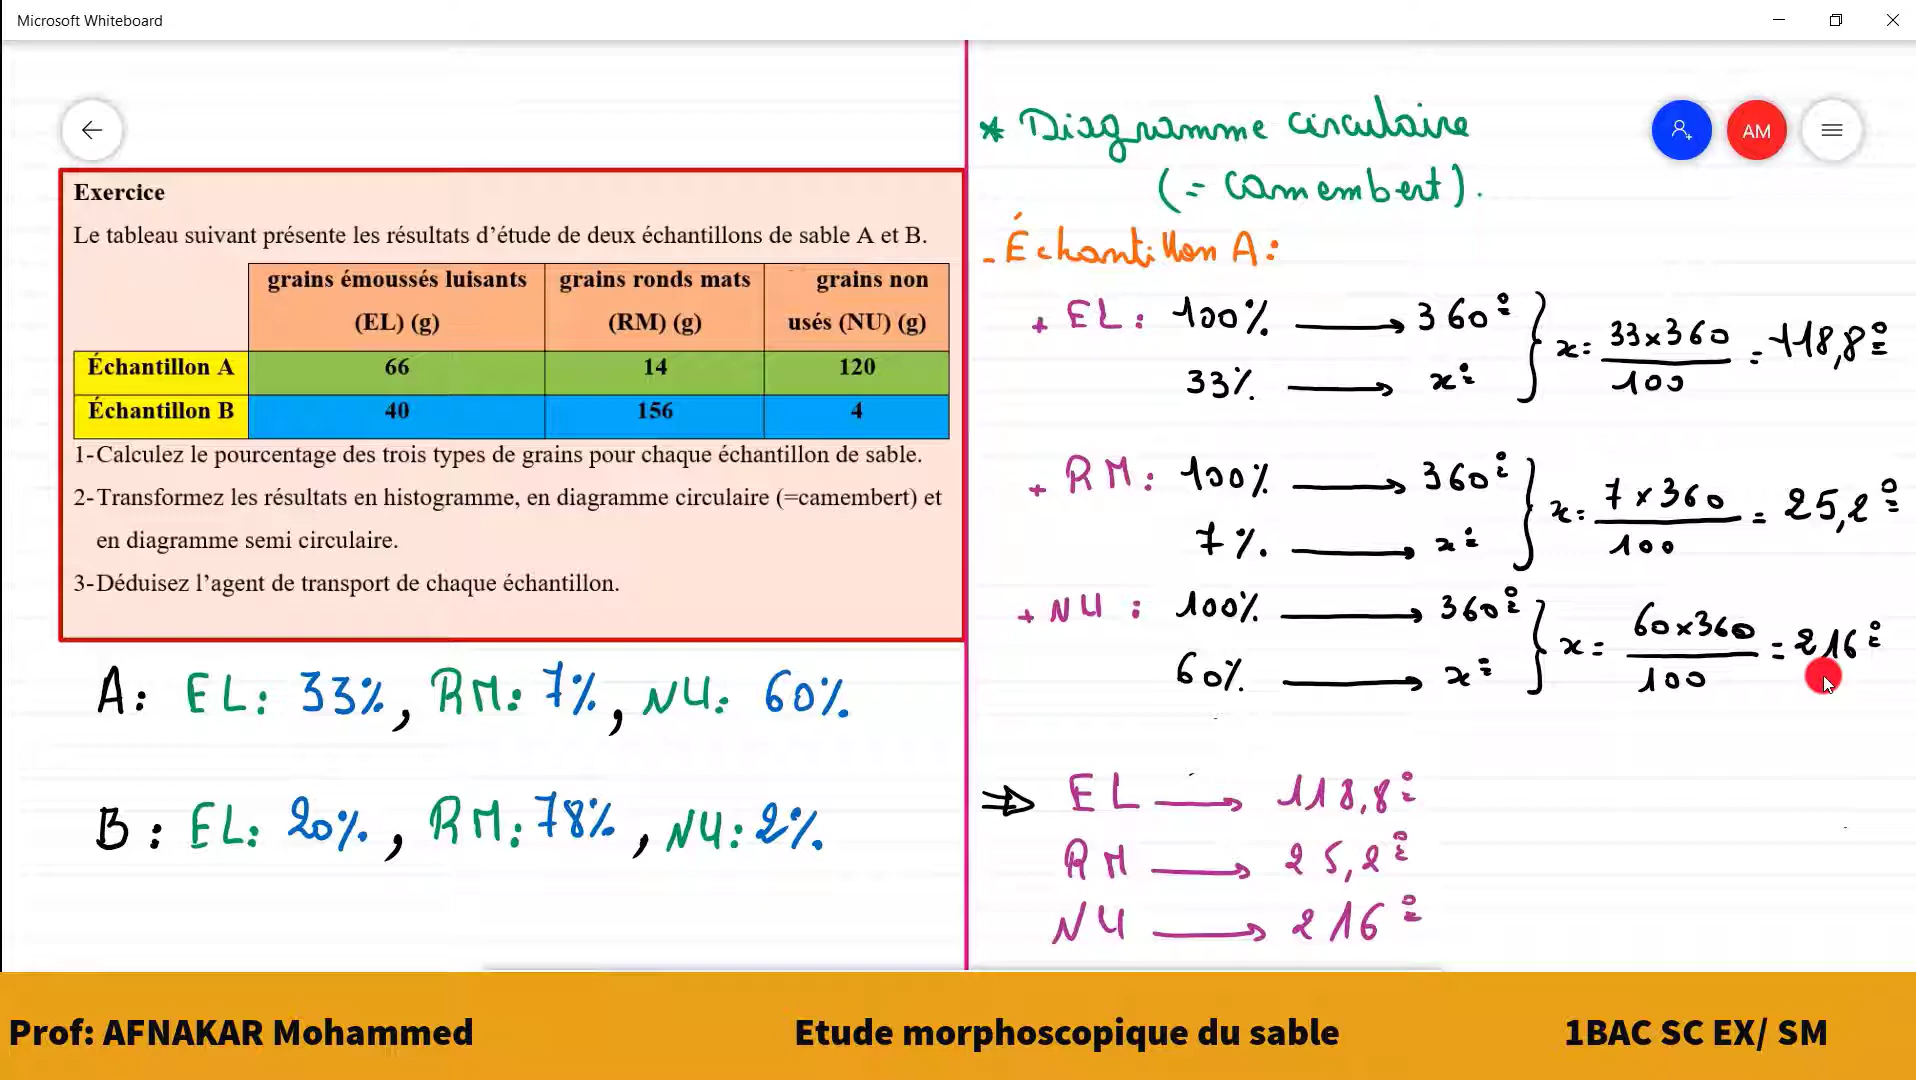 Microsoft Whiteboard
AM
Exercice
Le tableau suivant présente les résultats d'étude de deux échantillons de sable A et B.
grains émoussés luisants (EL) (g)
grains ronds mats (RM) (g)
grains non usés (NU) (g)
Échantillon A 66 14 120
Échantillon B 40 156 4
1-Calculez le pourcentage des trois types de grains pour chaque échantillon de sable.
2-Transformez les résultats en histogramme, en diagramme circulaire (=camembert) et
en diagramme semi circulaire.
3-Déduisez l'agent de transport de chaque échantillon.
A: EL: 33%, RM: 7%, NU: 60%
B: EL: 20%, RM: 78%, NU: 2%
* Diagramme circulaire
(= camembert).
- Échantillon A:
+ EL: 100% → 360°
33% → x°
x = 33×360 / 100 = 118,8°
+ RM: 100% → 360°
7% → x°
x = 7×360 / 100 = 25,2°
+ NU: 100% → 360°
60% → x°
x = 60×360 / 100 = 216°
⇒ EL → 118,8°
RM → 25,2°
NU → 216°
Prof: AFNAKAR Mohammed
Etude morphoscopique du sable
1BAC SC EX/ SM